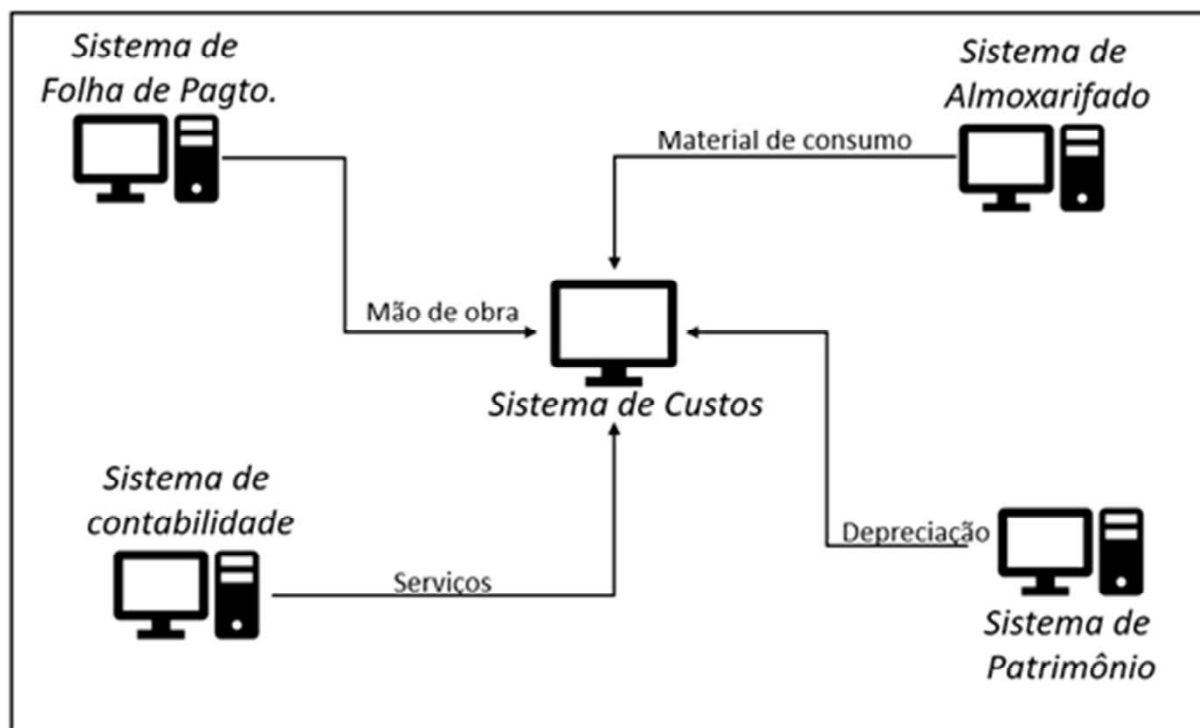 Sistema de
Folha de Pagto.
Sistema de
Almoxarifado
Material de consumo
Mão de obra
Sistema de Custos
Sistema de
contabilidade
Serviços
Depreciação
Sistema de
Patrimônio